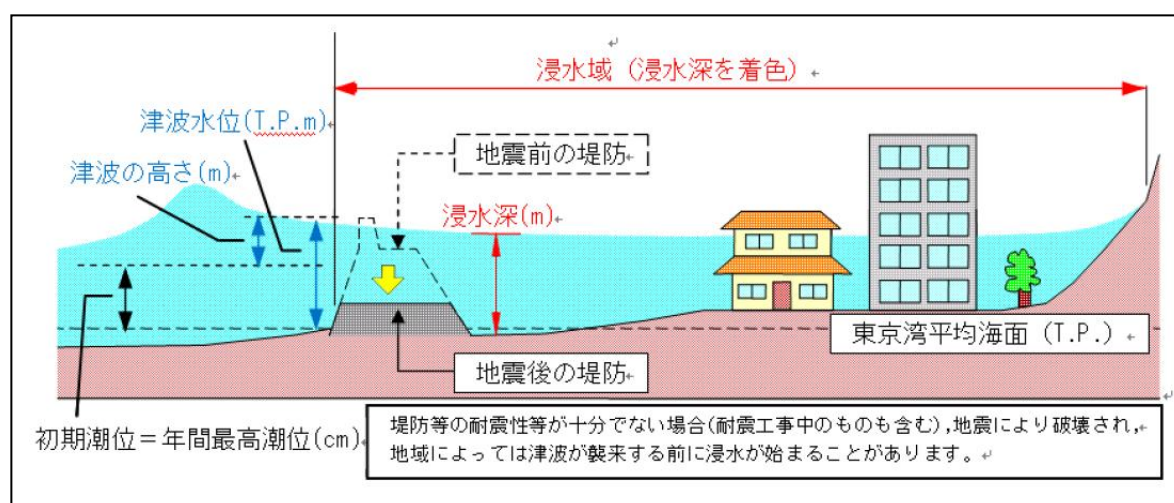 浸水域（浸水深を着色）
津波水位(T.P.m)
津波の高さ(m)
地震前の堤防
浸水深(m)
東京湾平均海面（T.P.）
地震後の堤防
初期潮位＝年間最高潮位(cm)
堤防等の耐震性等が十分でない場合(耐震工事中のものも含む),地震により破壊され,
地域によっては津波が襲来する前に浸水が始まることがあります。